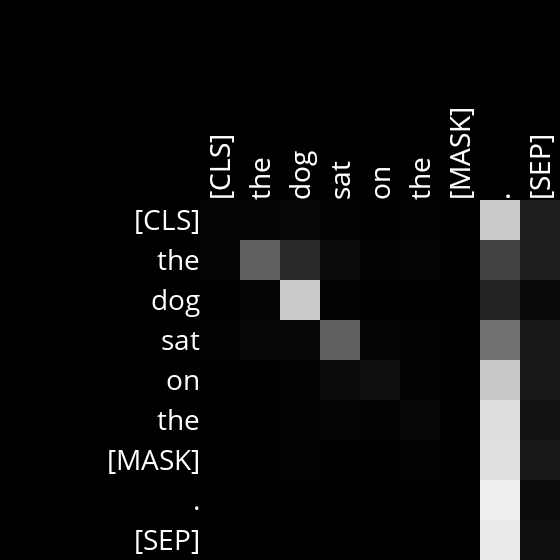 [CLS] the dog sat on the [MASK] . [SEP]
[CLS]
the
dog
sat
on
the
[MASK]
.
[SEP]